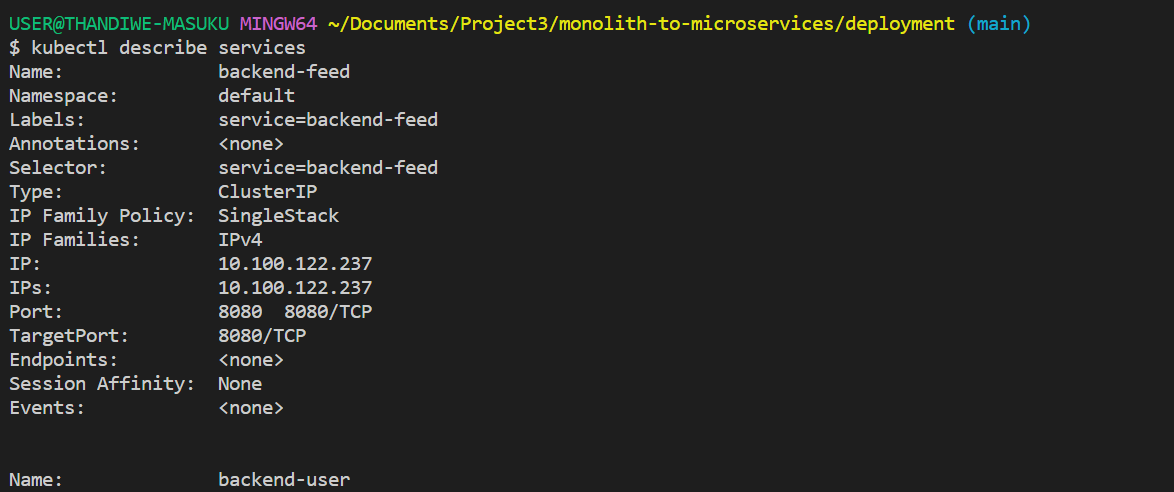 USER@THANDIWE-MASUKU MINGW64 ~/Documents/Project3/monolith-to-microservices/deployment (main)
$ kubectl describe services
Name:              backend-feed
Namespace:         default
Labels:            service=backend-feed
Annotations:       <none>
Selector:          service=backend-feed
Type:              ClusterIP
IP Family Policy:  SingleStack
IP Families:       IPv4
IP:                10.100.122.237
IPs:               10.100.122.237
Port:              8080  8080/TCP
TargetPort:        8080/TCP
Endpoints:         <none>
Session Affinity:  None
Events:            <none>
Name:              backend-user